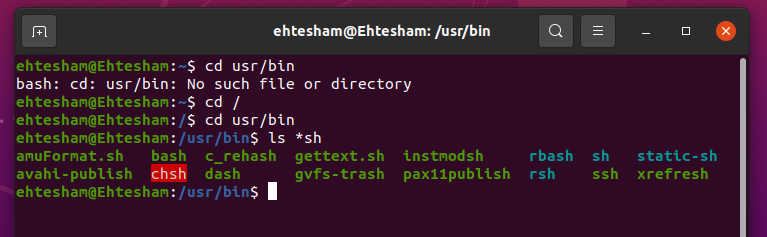 ehtesham@Ehtesham: /usr/bin
ehtesham@Ehtesham:~$ cd usr/bin
bash: cd: usr/bin: No such file or directory
ehtesham@Ehtesham:~$ cd /
ehtesham@Ehtesham:/$ cd usr/bin
ehtesham@Ehtesham:/usr/bin$ ls *sh
amuFormat.sh   bash  c_rehash  gettext.sh  instmodsh    rbash  sh   static-sh
avahi-publish  chsh  dash      gvfs-trash  pax11publish  rsh    ssh  xrefresh
ehtesham@Ehtesham:/usr/bin$